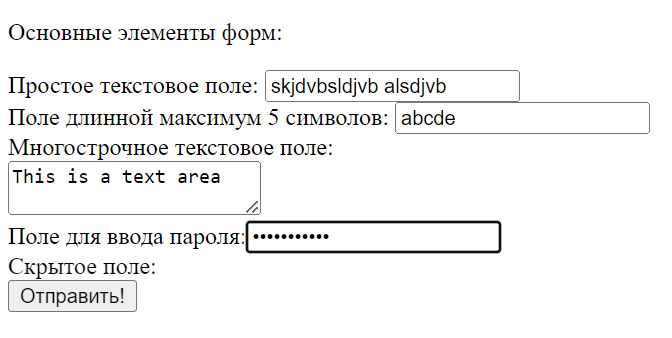 Основные элементы форм:
Простое текстовое поле: skjdvbsldjvb alsdjvb
Поле длинной максимум 5 символов: abcde
Многострочное текстовое поле:
This is a text area
Поле для ввода пароля: •••••••••••
Скрытое поле:
Отправить!